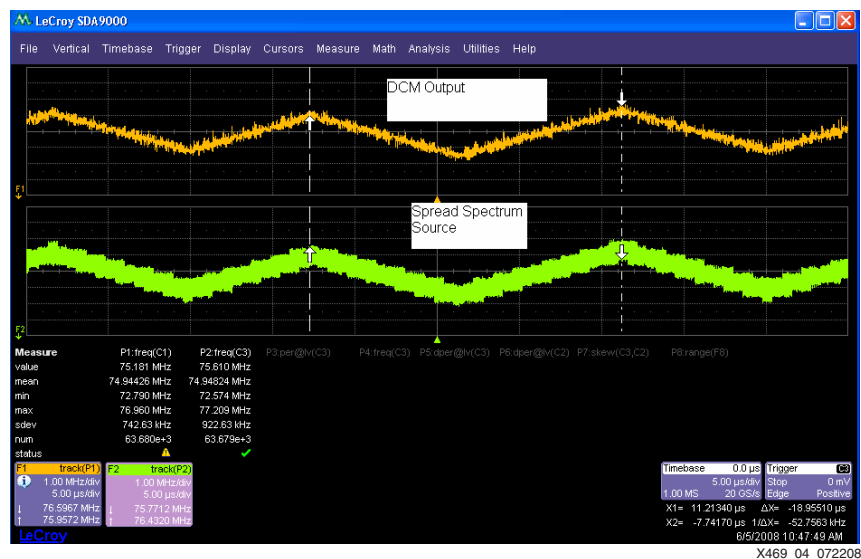 LeCroy SDA9000
File Vertical Timebase Trigger Display Cursors Measure Math Analysis Utilities Help
DCM Output
F1
Spread Spectrum
Source
F2
Measure P1:freq(C1) P2:freq(C3) P3:per@lv(C3) P4:freq(C3) P5:dper@lv(C3) P6:dper@lv(C2) P7:skew(C3,C2) P8:range(F8)
value 75.181 MHz 75.610 MHz
mean 74.94426 MHz 74.94824 MHz
min 72.790 MHz 72.574 MHz
max 76.960 MHz 77.209 MHz
sdev 742.63 kHz 922.63 kHz
num 63.680e+3 63.679e+3
status
F1 track(P1) F2 track(P2)
1.00 MHz/div 1.00 MHz/div
5.00 µs/div 5.00 µs/div
↓ 76.5967 MHz ↓ 75.7712 MHz
↑ 75.9572 MHz ↑ 76.4320 MHz
Timebase 0.0 µs Trigger C3
5.00 µs/div Stop 0 mV
1.00 MS 20 GS/s Edge Positive
X1= 11.21340 µs ΔX= -18.95510 µs
X2= -7.74170 µs 1/ΔX= -52.7563 kHz
LeCroy 6/5/2008 10:47:49 AM
X469_04_072208